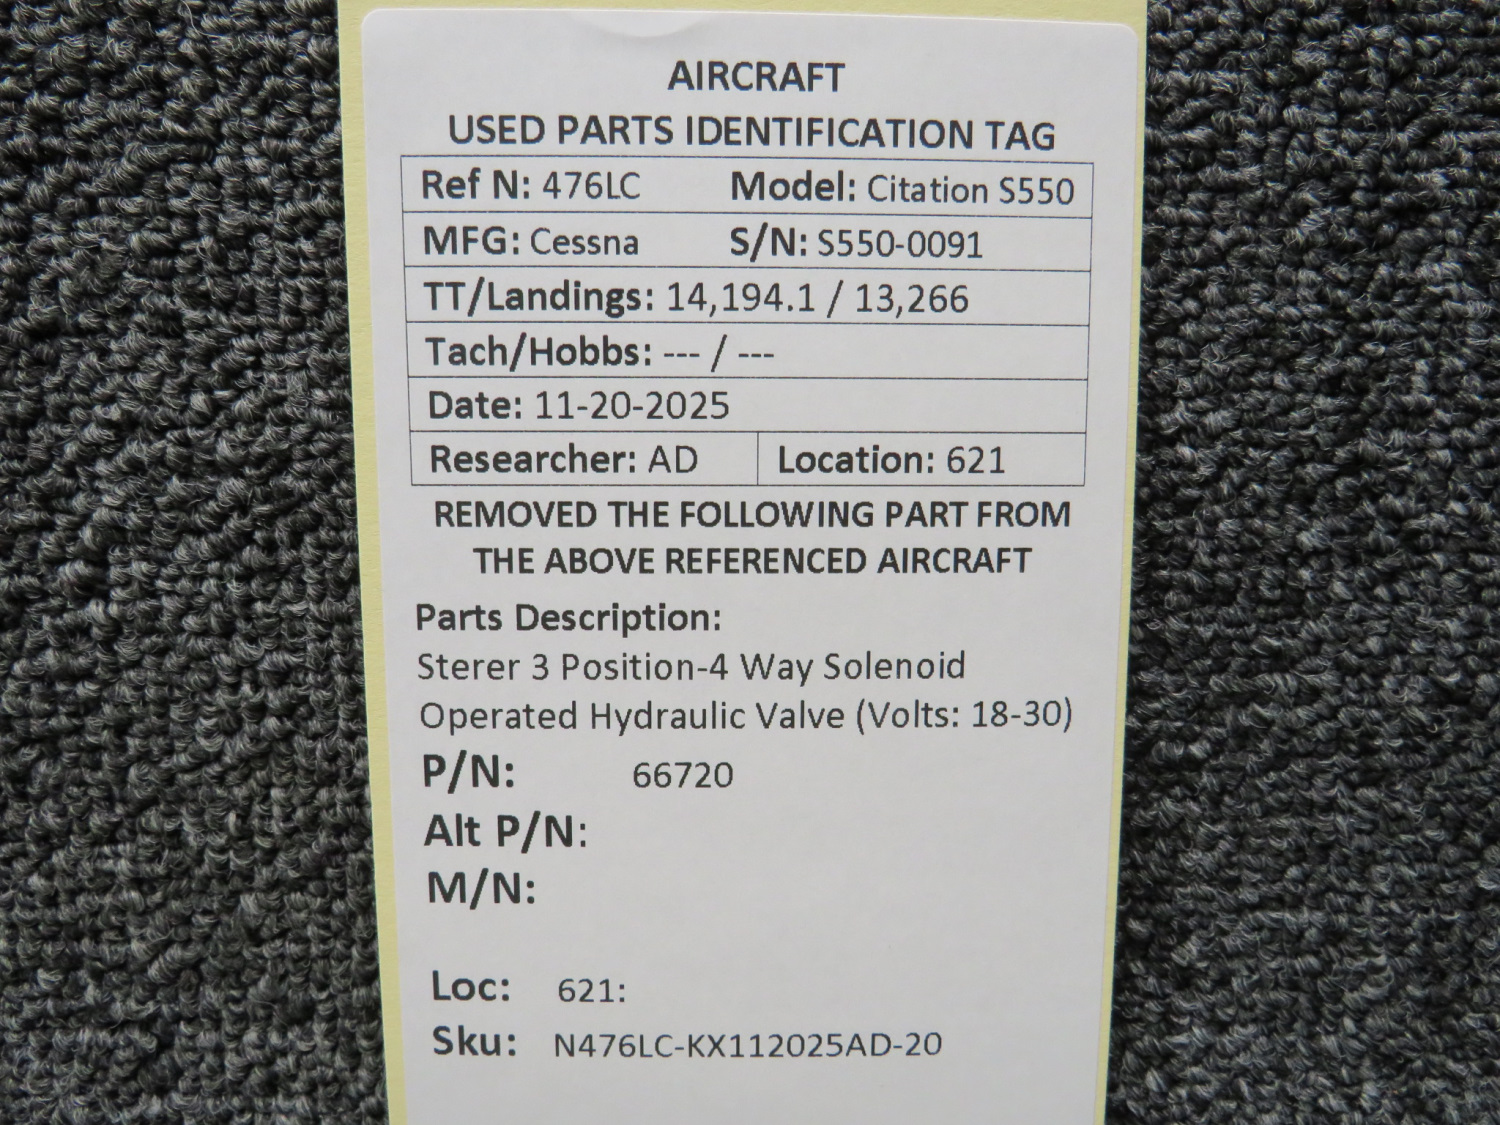 AIRCRAFT
USED PARTS IDENTIFICATION TAG
Ref N: 476LC Model: Citation S550
MFG: Cessna S/N: S550-0091
TT/Landings: 14,194.1 / 13,266
Tach/Hobbs: --- / ---
Date: 11-20-2025
Researcher: AD Location: 621
REMOVED THE FOLLOWING PART FROM
THE ABOVE REFERENCED AIRCRAFT
Parts Description:
Sterer 3 Position-4 Way Solenoid
Operated Hydraulic Valve (Volts: 18-30)
P/N: 66720
Alt P/N:
M/N:
Loc: 621:
Sku: N476LC-KX112025AD-20